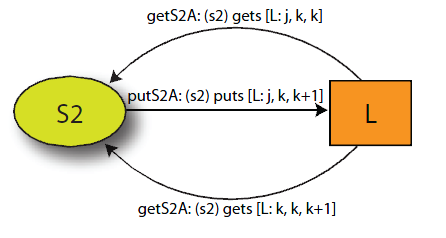 getS2A: (s2) gets [L: j, k, k]
putS2A: (s2) puts [L: j, k, k+1]
S2
L
getS2A: (s2) gets [L: k, k, k+1]